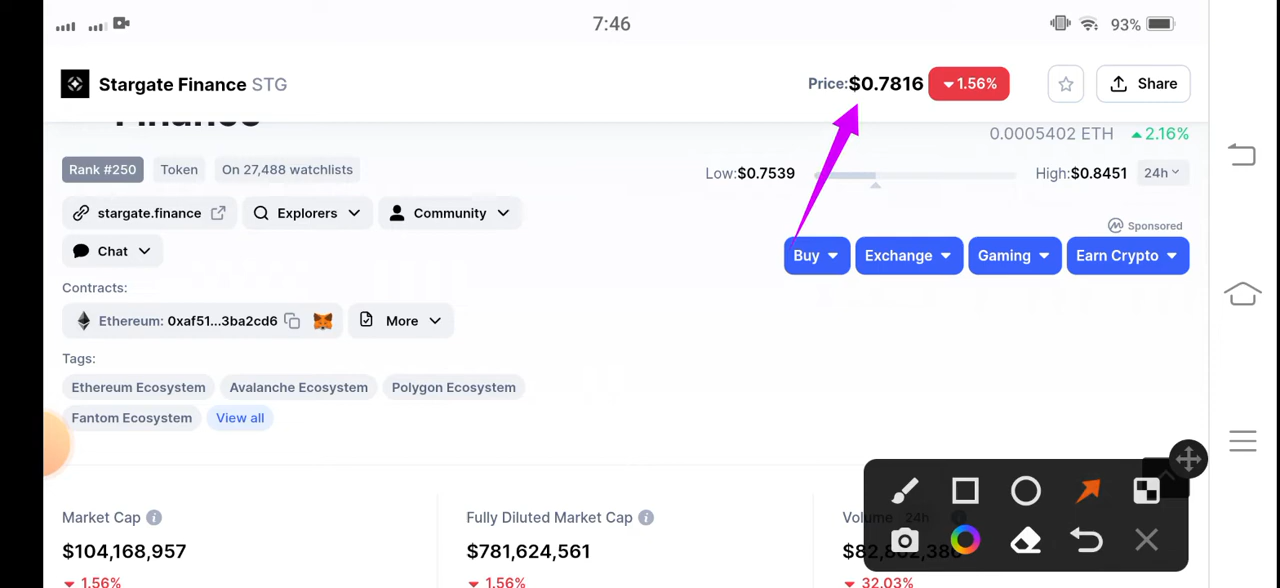 7:46
93%
Stargate Finance STG
Price:$0.7816 1.56%
Share
Finance
0.0005402 ETH 2.16%
Rank #250 Token On 27,488 watchlists
Low:$0.7539 High:$0.8451 24h
stargate.finance Explorers Community
Sponsored
Chat
Buy Exchange Gaming Earn Crypto
Contracts:
Ethereum: 0xaf51...3ba2cd6 More
Tags:
Ethereum Ecosystem Avalanche Ecosystem Polygon Ecosystem
Fantom Ecosystem View all
Market Cap Fully Diluted Market Cap Volume 24h
$104,168,957 $781,624,561
1.56% 1.56% 32.03%